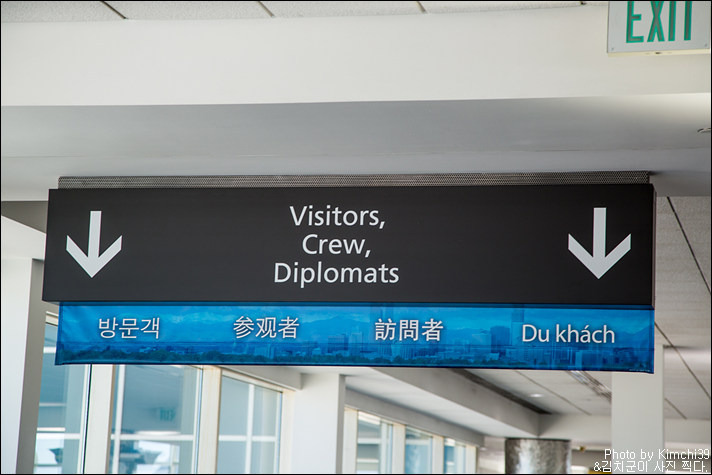 EXIT
Visitors,
Crew,
Diplomats
방문객 参观者 訪問者 Du khách
Photo by Kimchi39
&김치군이 사진 찍다.